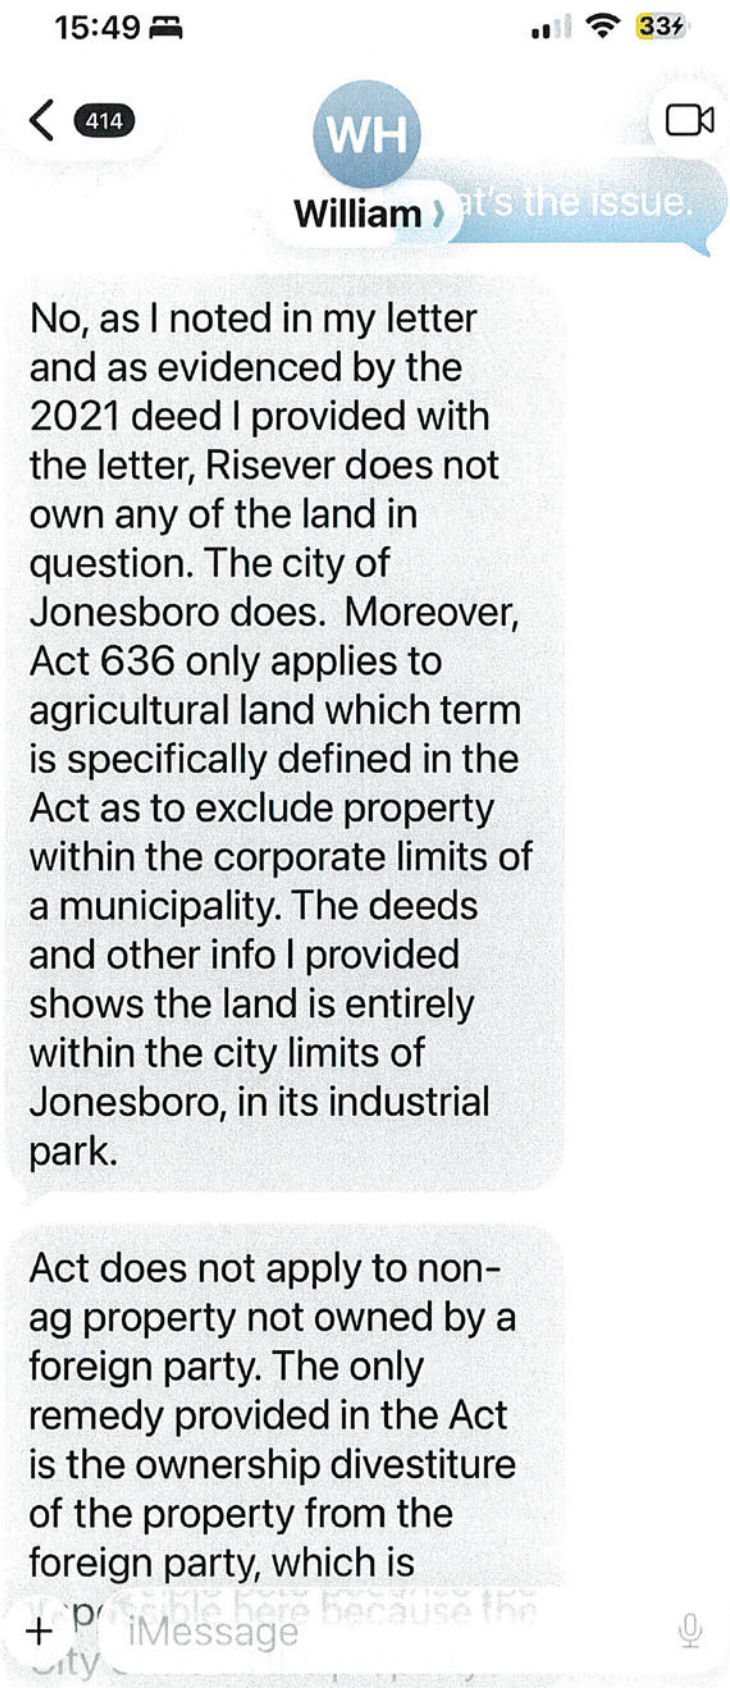 15:49
33
414
WH
William
at's the issue.
No, as I noted in my letter
and as evidenced by the
2021 deed I provided with
the letter, Risever does not
own any of the land in
question. The city of
Jonesboro does.  Moreover,
Act 636 only applies to
agricultural land which term
is specifically defined in the
Act as to exclude property
within the corporate limits of
a municipality. The deeds
and other info I provided
shows the land is entirely
within the city limits of
Jonesboro, in its industrial
park.
Act does not apply to non-
ag property not owned by a
foreign party. The only
remedy provided in the Act
is the ownership divestiture
of the property from the
foreign party, which is
here because the
iMessage